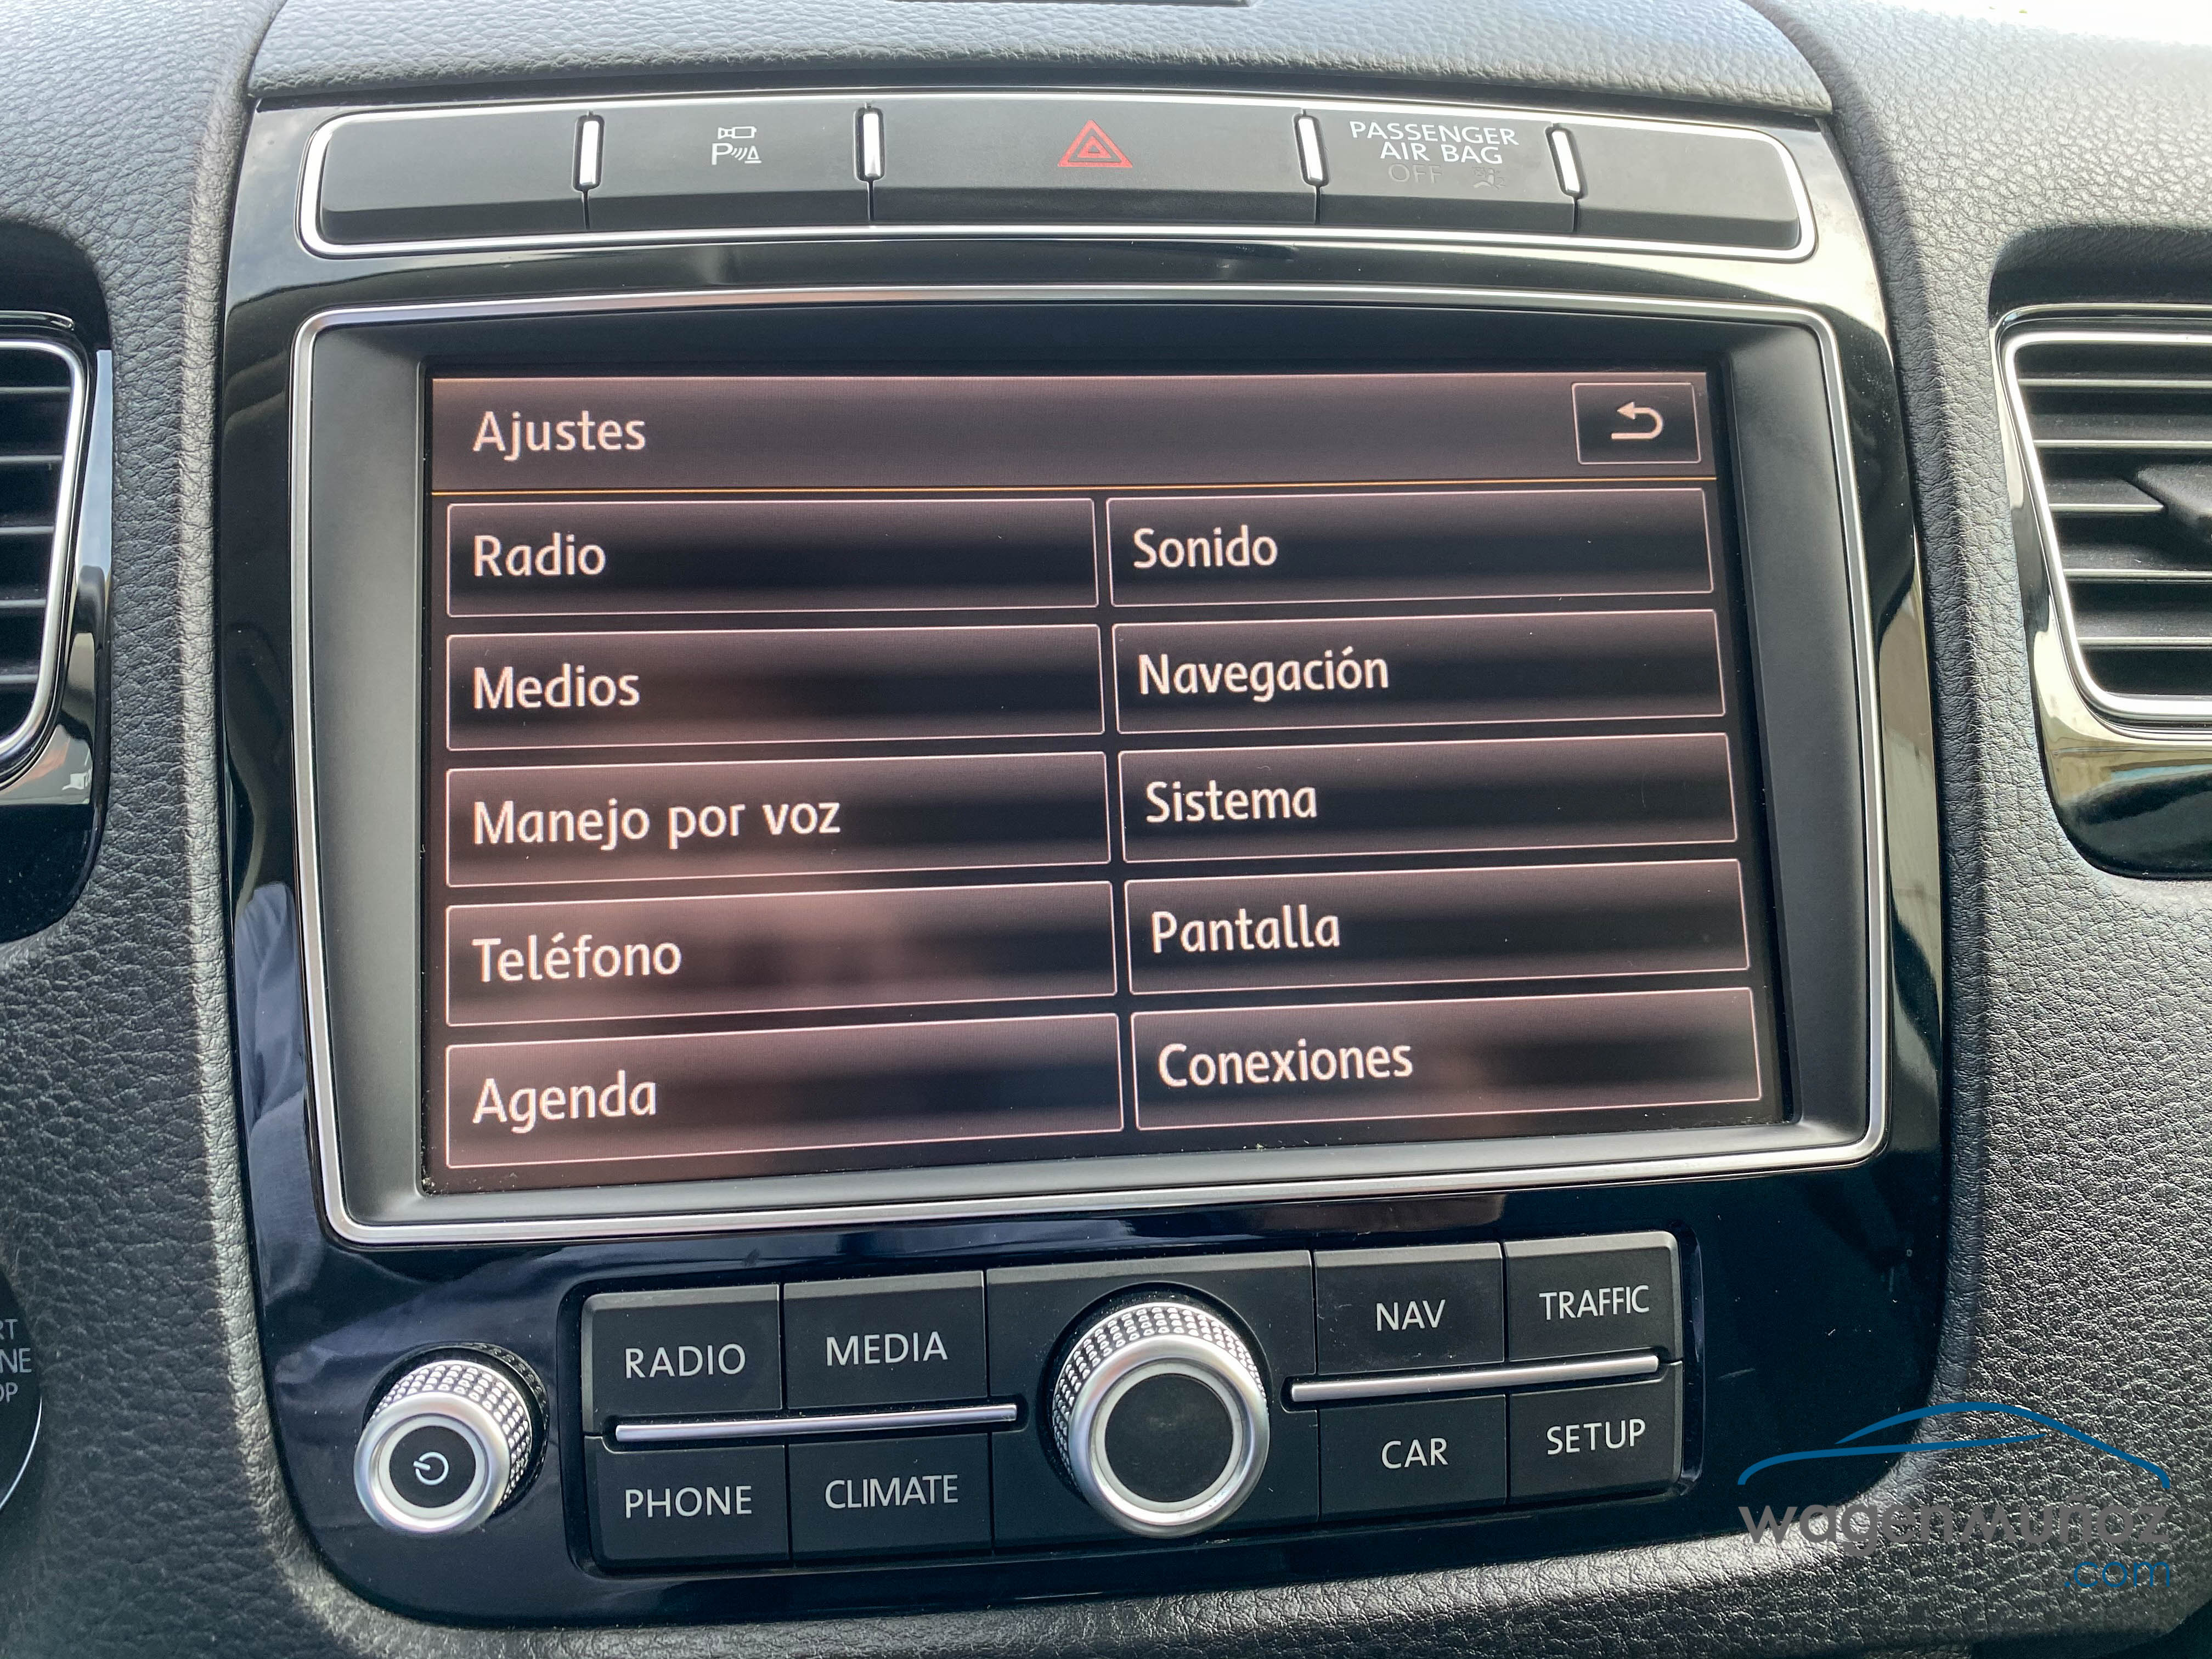 P
PASSENGER
AIR BAG
OFF
Ajustes
Radio
Sonido
Medios
Navegación
Manejo por voz
Sistema
Teléfono
Pantalla
Agenda
Conexiones
RADIO
MEDIA
NAV
TRAFFIC
PHONE
CLIMATE
CAR
SETUP
wagenmuñoz
.com